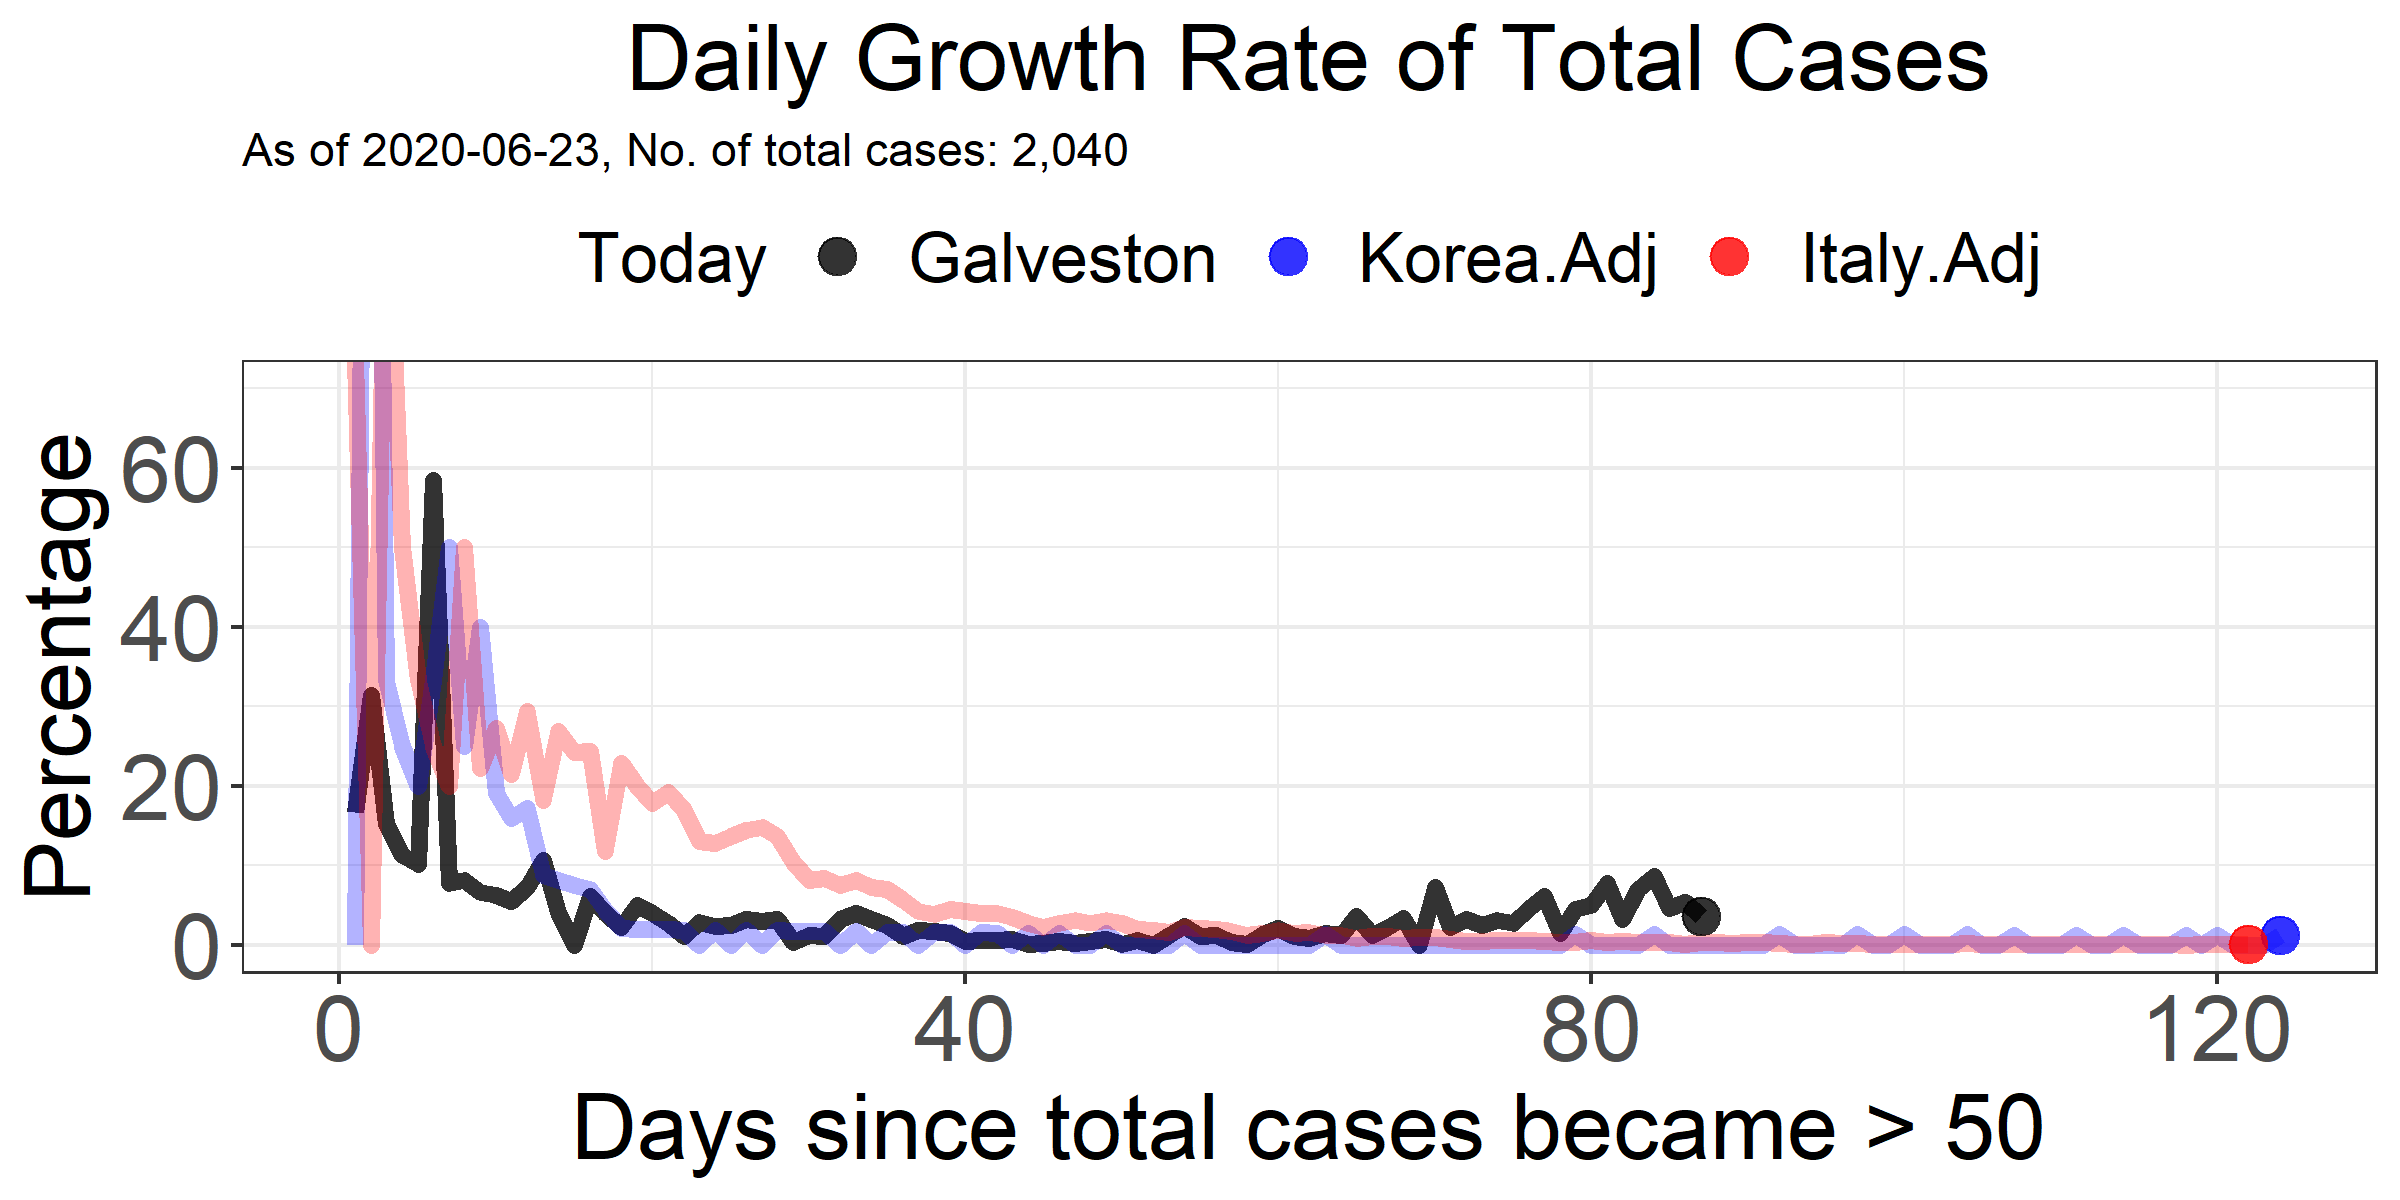 Daily Growth Rate of Total Cases
As of 2020-06-23, No. of total cases: 2,040
Today Galveston Korea.Adj Italy.Adj
Percentage
60
40
20
0
0 40 80 120
Days since total cases became > 50